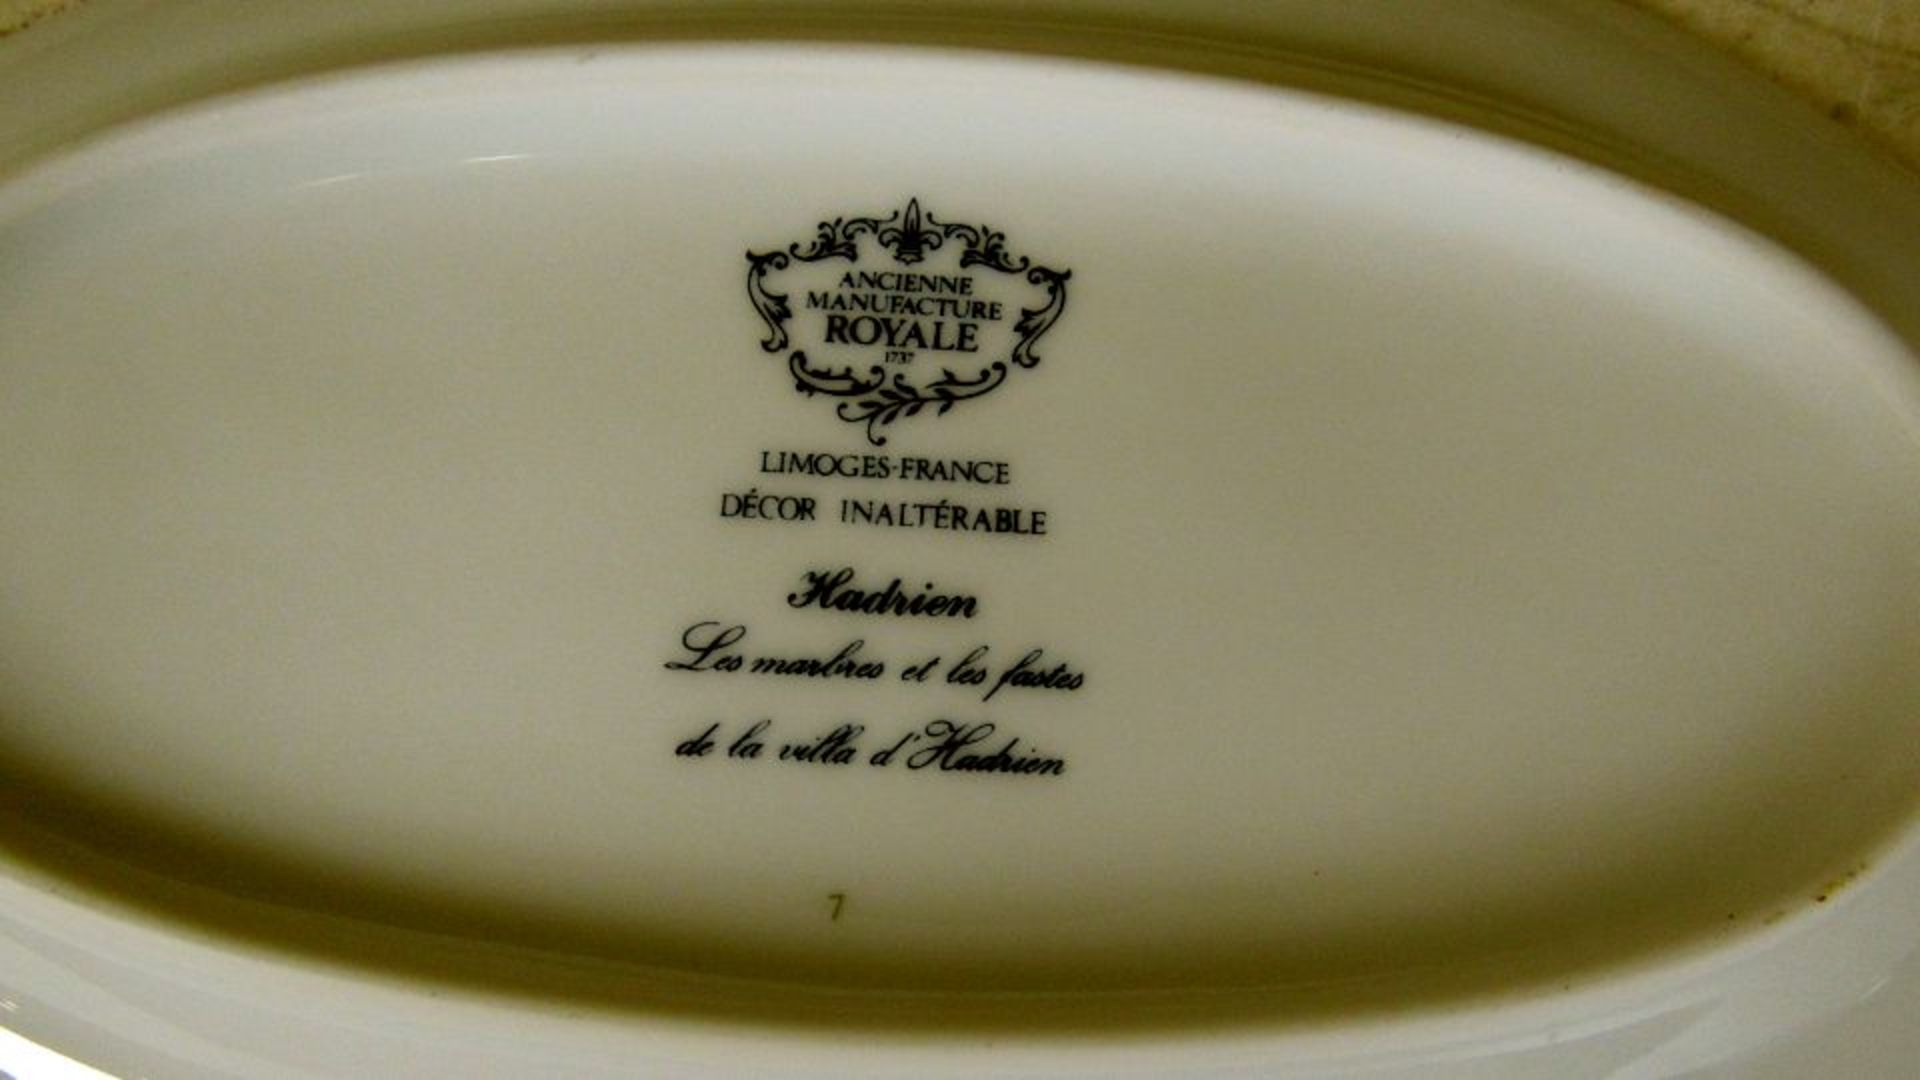 ANCIENNE
MANUFACTURE
ROYALE
1737
LIMOGES-FRANCE
DÉCOR INALTÉRABLE
Hadrien
Les marbres et les fastes
de la villa d'Hadrien
7